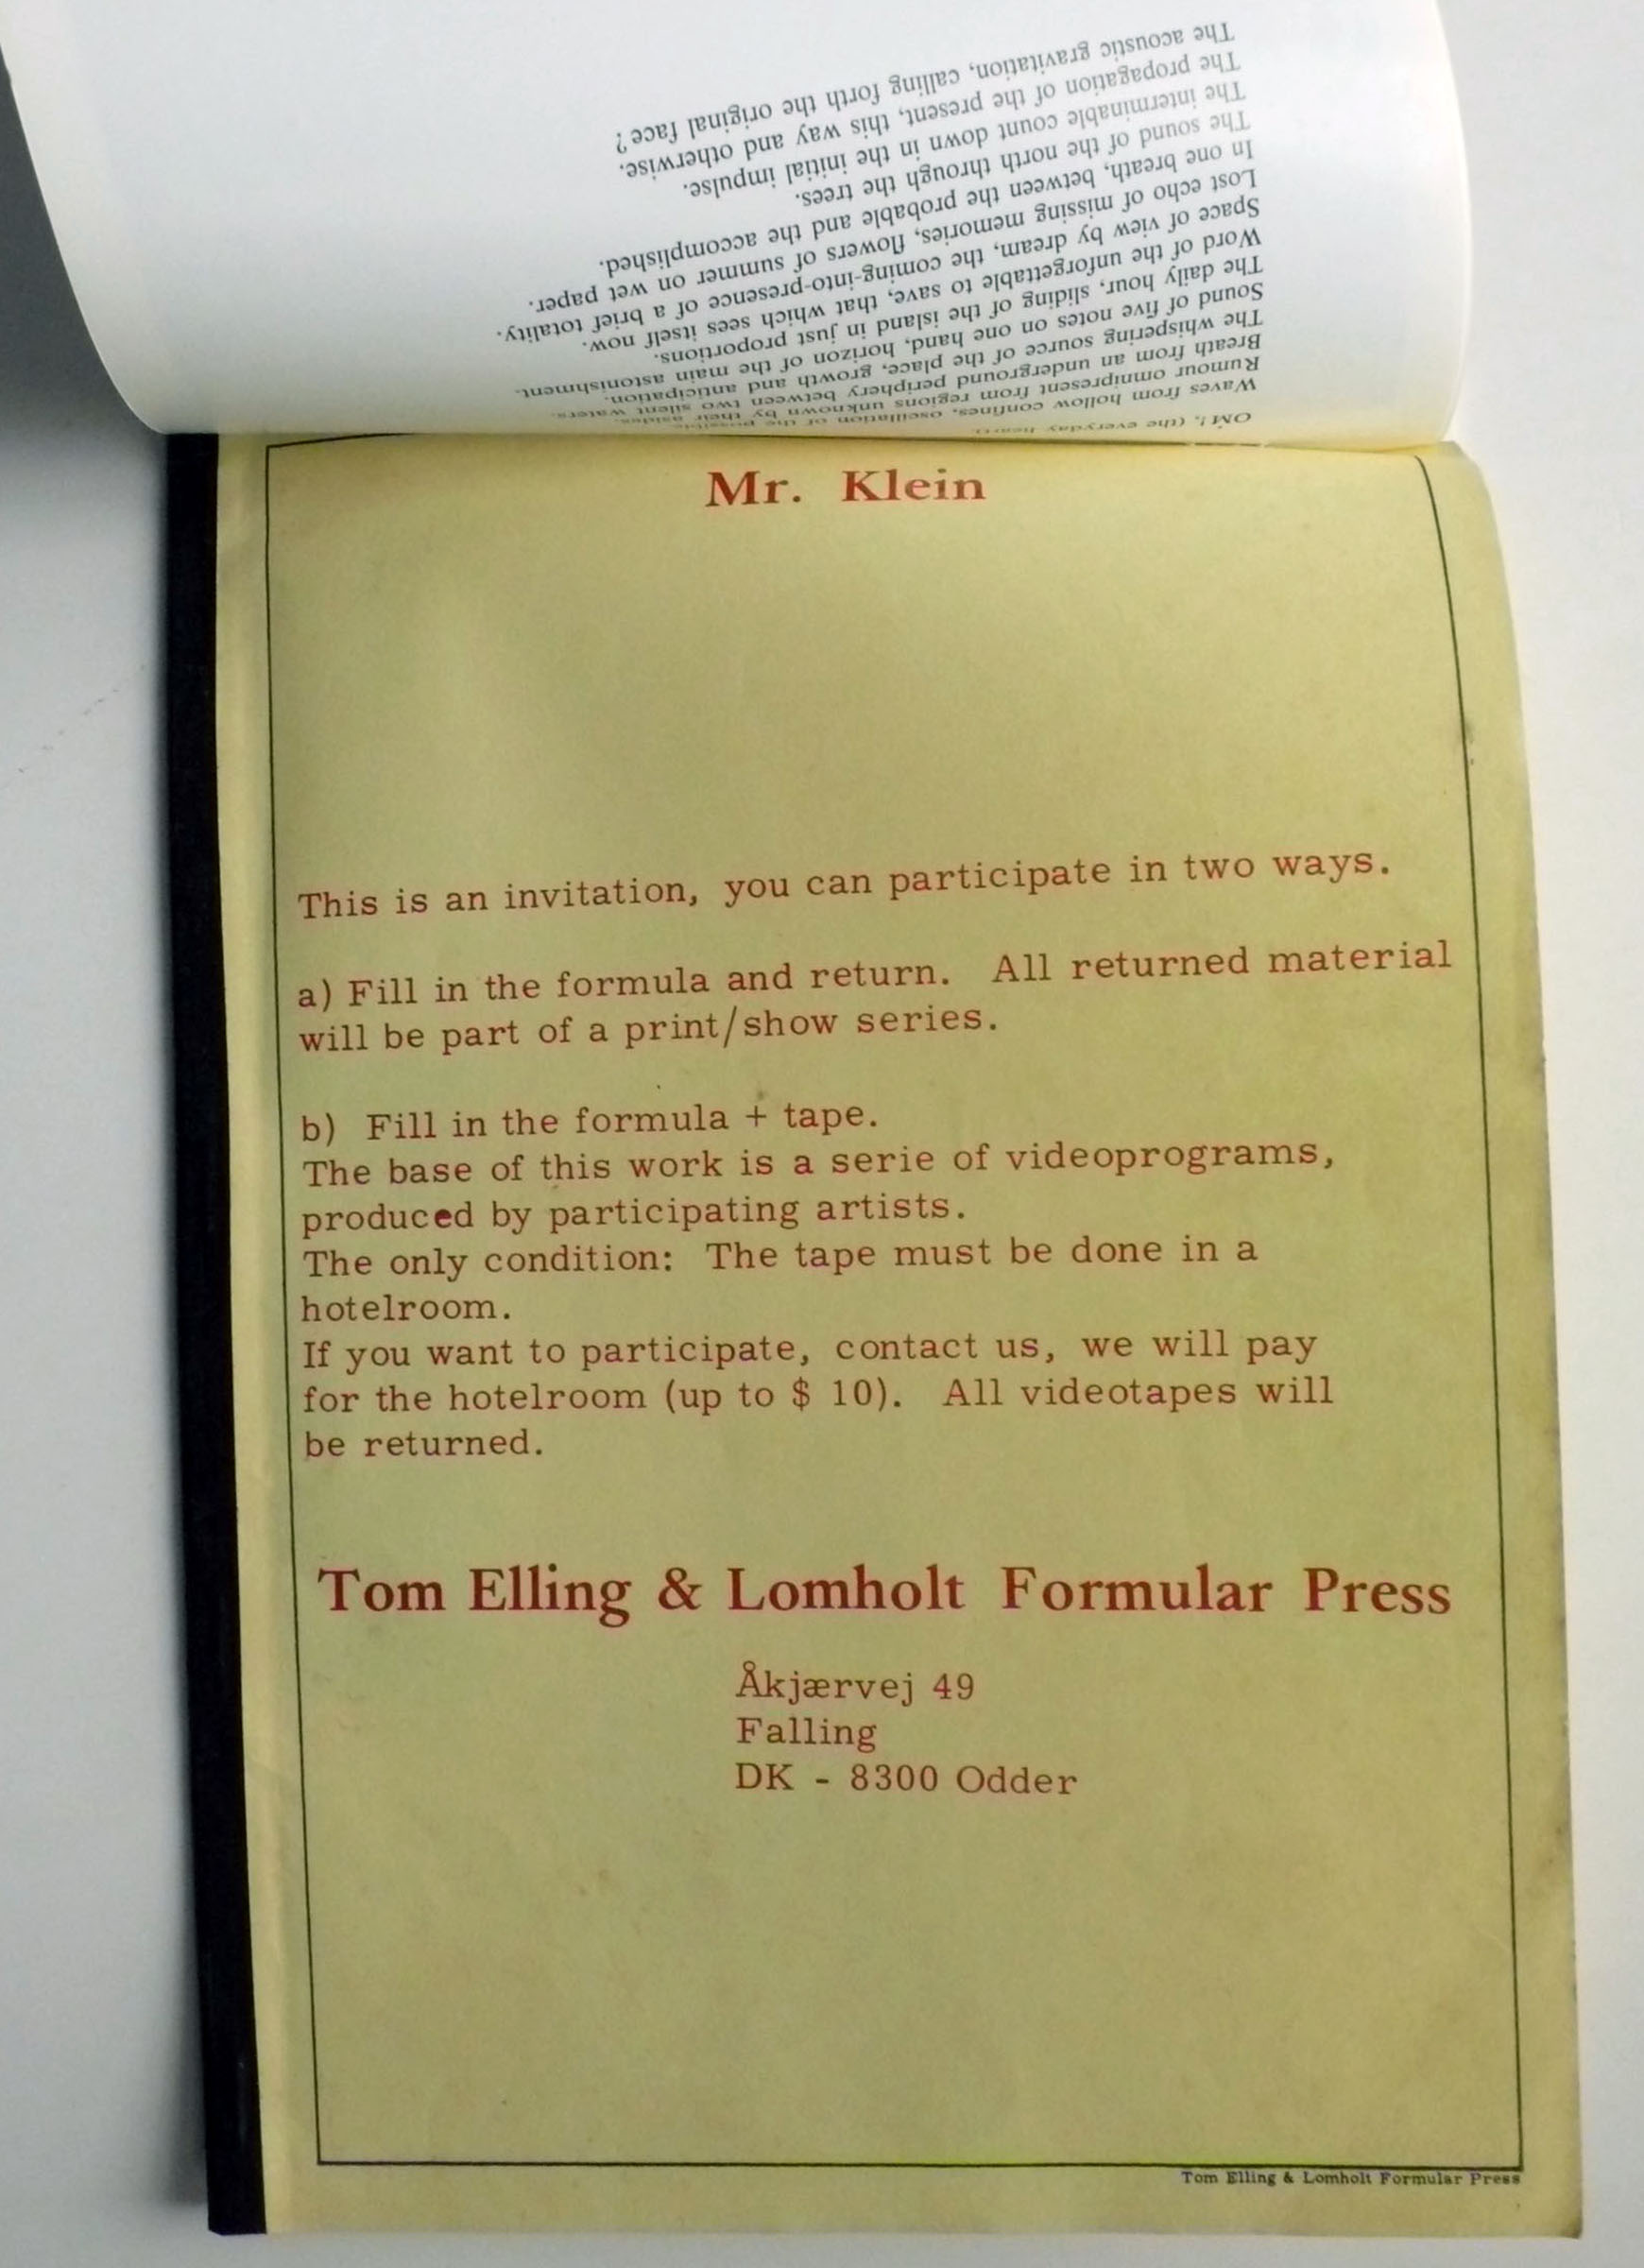 OM !, (the everyday
Waves from hollow confines, oscillation of the possible.
Rumour omnipresent from regions unknown by their asides.
Breath from an underground periphery between two silent waters.
The whispering source of the place, growth and anticipation.
Sound of five notes on one hand, horizon of the main astonishment.
The daily hour, sliding of the island in just proportions.
Word of the unforgettable to save, that which sees itself now.
Space of view by dream, the coming-into-presence of a brief totality.
Lost echo of missing memories, flowers of summer on wet paper.
In one breath, between the probable and the accomplished.
The sound of the north through the trees.
The interminable count down in the initial impulse.
The propagation of the present, this way and otherwise.
The acoustic gravitation, calling forth the original face ?
Mr. Klein
This is an invitation, you can participate in two ways.
a) Fill in the formula and return. All returned material
will be part of a print/show series.
b) Fill in the formula + tape.
The base of this work is a serie of videoprograms,
produced by participating artists.
The only condition: The tape must be done in a
hotelroom.
If you want to participate, contact us, we will pay
for the hotelroom (up to $ 10). All videotapes will
be returned.
Tom Elling & Lomholt Formular Press
Åkjærvej 49
Falling
DK - 8300 Odder
Tom Elling & Lomholt Formular Press